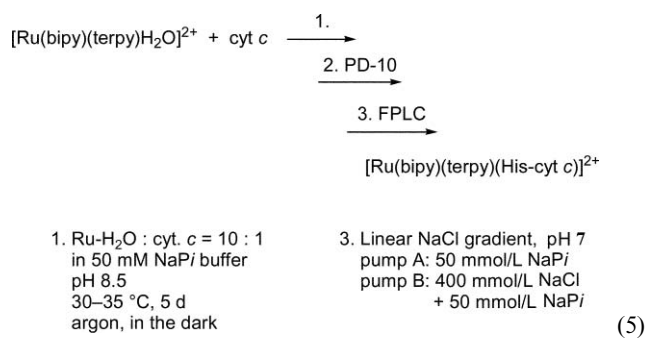 [Ru(bipy)(terpy)H₂O]²⁺ + cyt c
1.
2. PD-10
3. FPLC
[Ru(bipy)(terpy)(His-cyt c)]²⁺
1. Ru-H₂O : cyt. c = 10 : 1
in 50 mM NaPi buffer
pH 8.5
30–35 °C, 5 d
argon, in the dark
3. Linear NaCl gradient, pH 7
pump A: 50 mmol/L NaPi
pump B: 400 mmol/L NaCl
+ 50 mmol/L NaPi
(5)